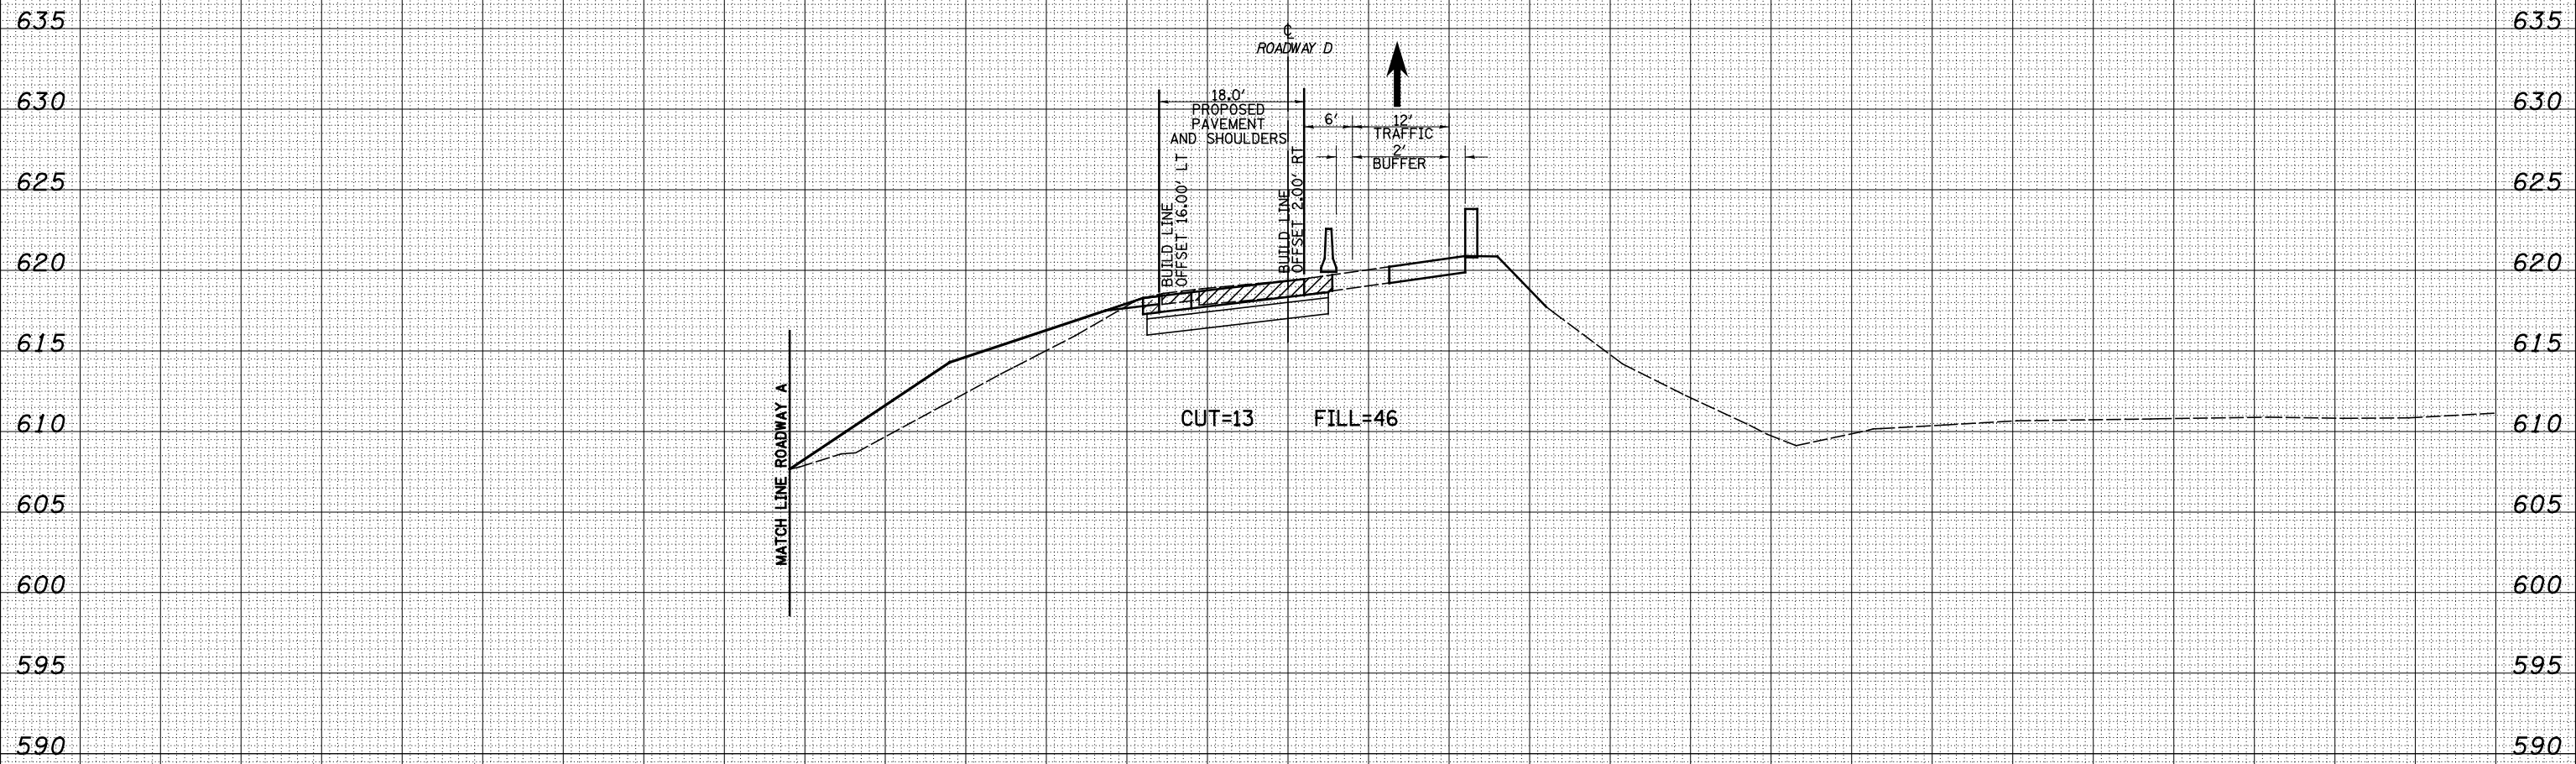 635 635
℄
ROADWAY D
630 630
18.0'
PROPOSED
PAVEMENT
AND SHOULDERS
6'
12'
TRAFFIC
2'
BUFFER
625 625
BUILD LINE
OFFSET 16.00' LT
BUILD LINE
OFFSET 2.00' RT
620 620
615 615
MATCH LINE ROADWAY A
CUT=13 FILL=46
610 610
605 605
600 600
595 595
590 590